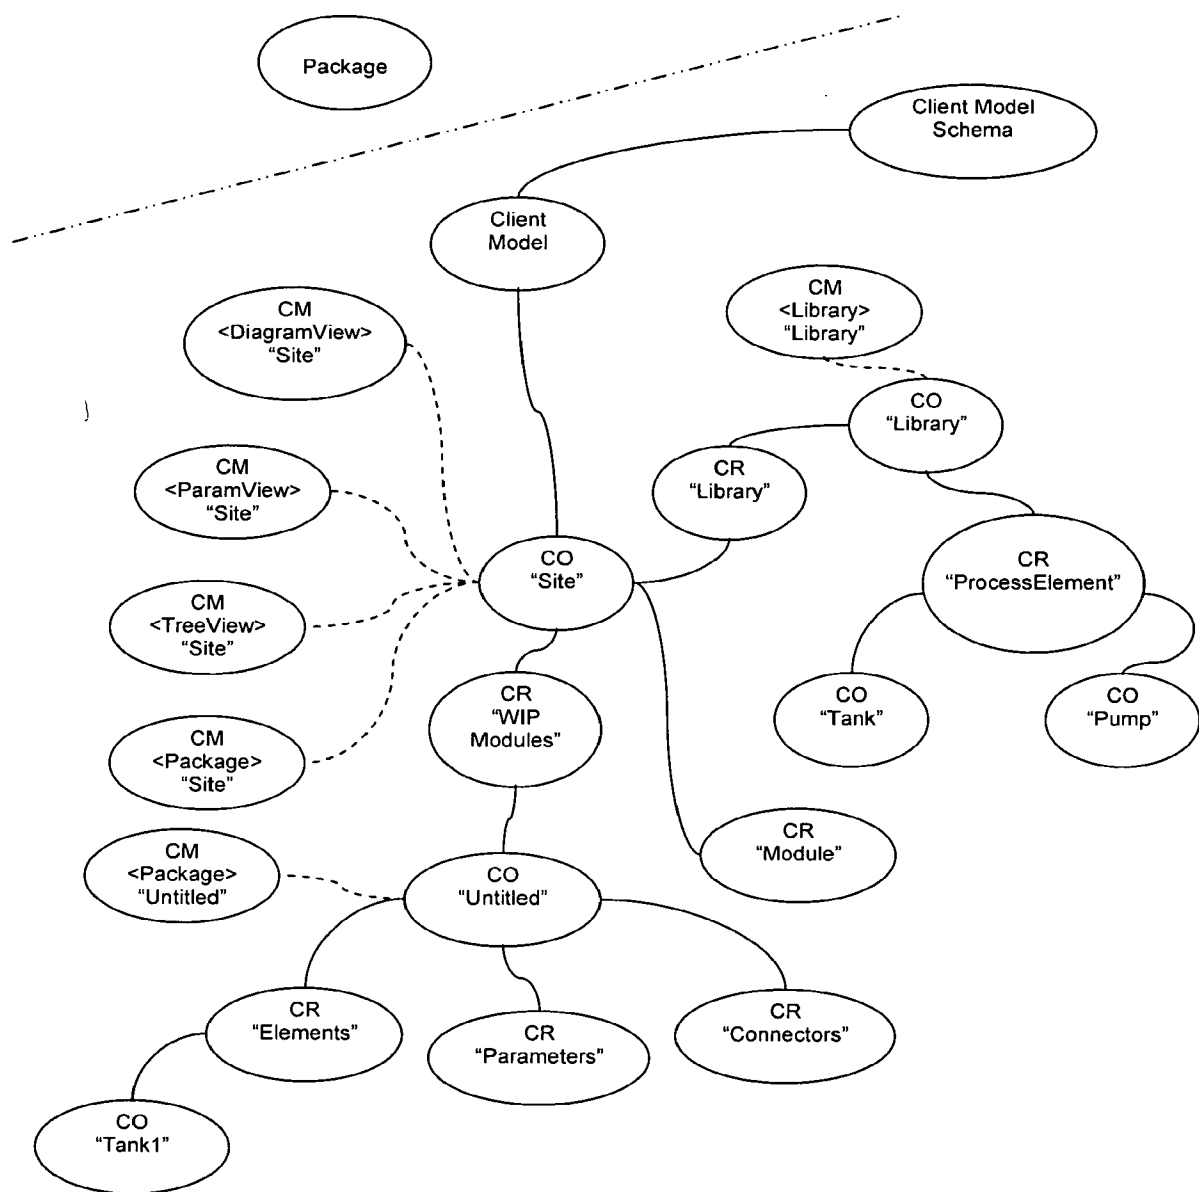 Package
Client Model
Schema
Client
Model
CM
<DiagramView>
“Site”
CM
<Library>
“Library”
CO
“Library”
CM
<ParamView>
“Site”
CR
“Library”
CO
“Site”
CR
“ProcessElement”
CM
<TreeView>
“Site”
CR
“WIP
Modules”
CO
“Tank”
CO
“Pump”
CM
<Package>
“Site”
CR
“Module”
CM
<Package>
“Untitled”
CO
“Untitled”
CR
“Elements”
CR
“Parameters”
CR
“Connectors”
CO
“Tank1”